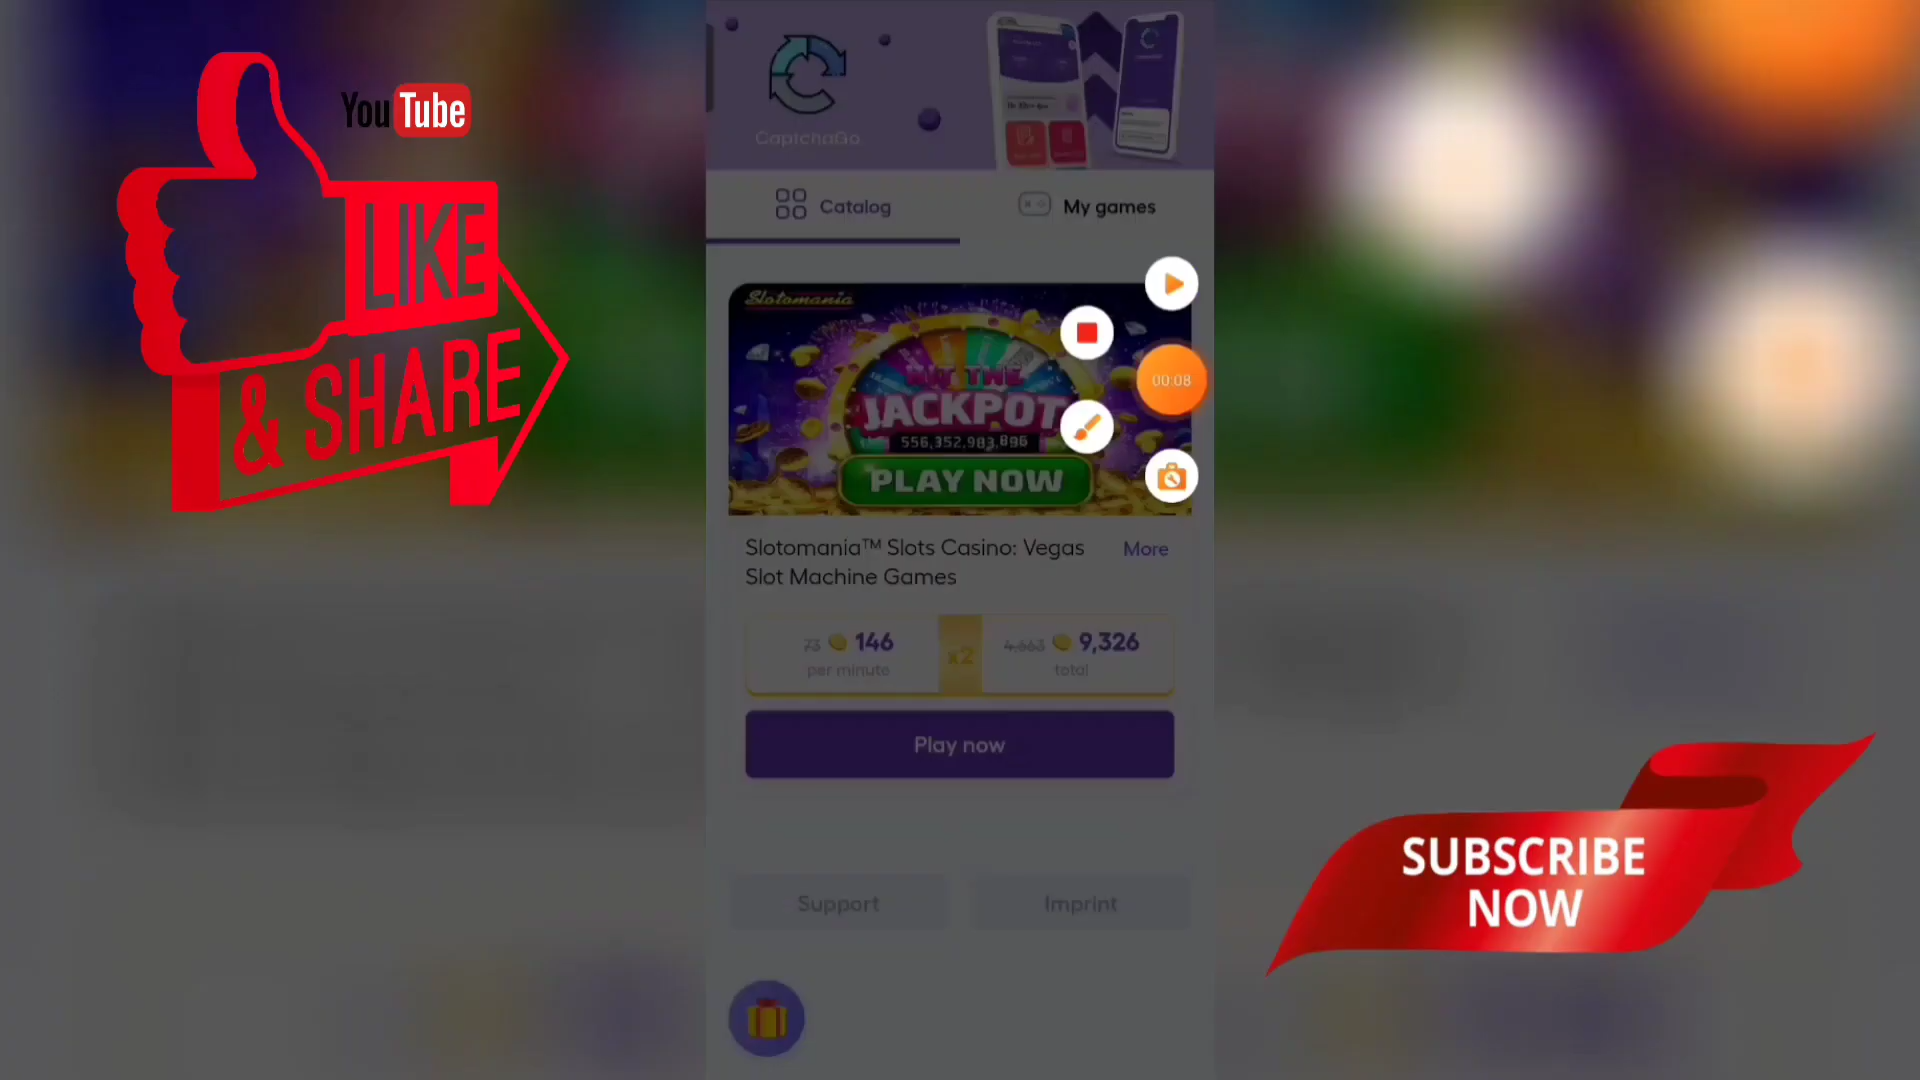 YouTube
LIKE
& SHARE
CaptchaGo
Catalog
My games
Slotomania
HIT THE
JACKPOT
556,352,983,896
PLAY NOW
00:08
Slotomania™ Slots Casino: Vegas
Slot Machine Games
More
73 146
per minute
x2
4,663 9,326
total
Play now
Support
Imprint
SUBSCRIBE
NOW